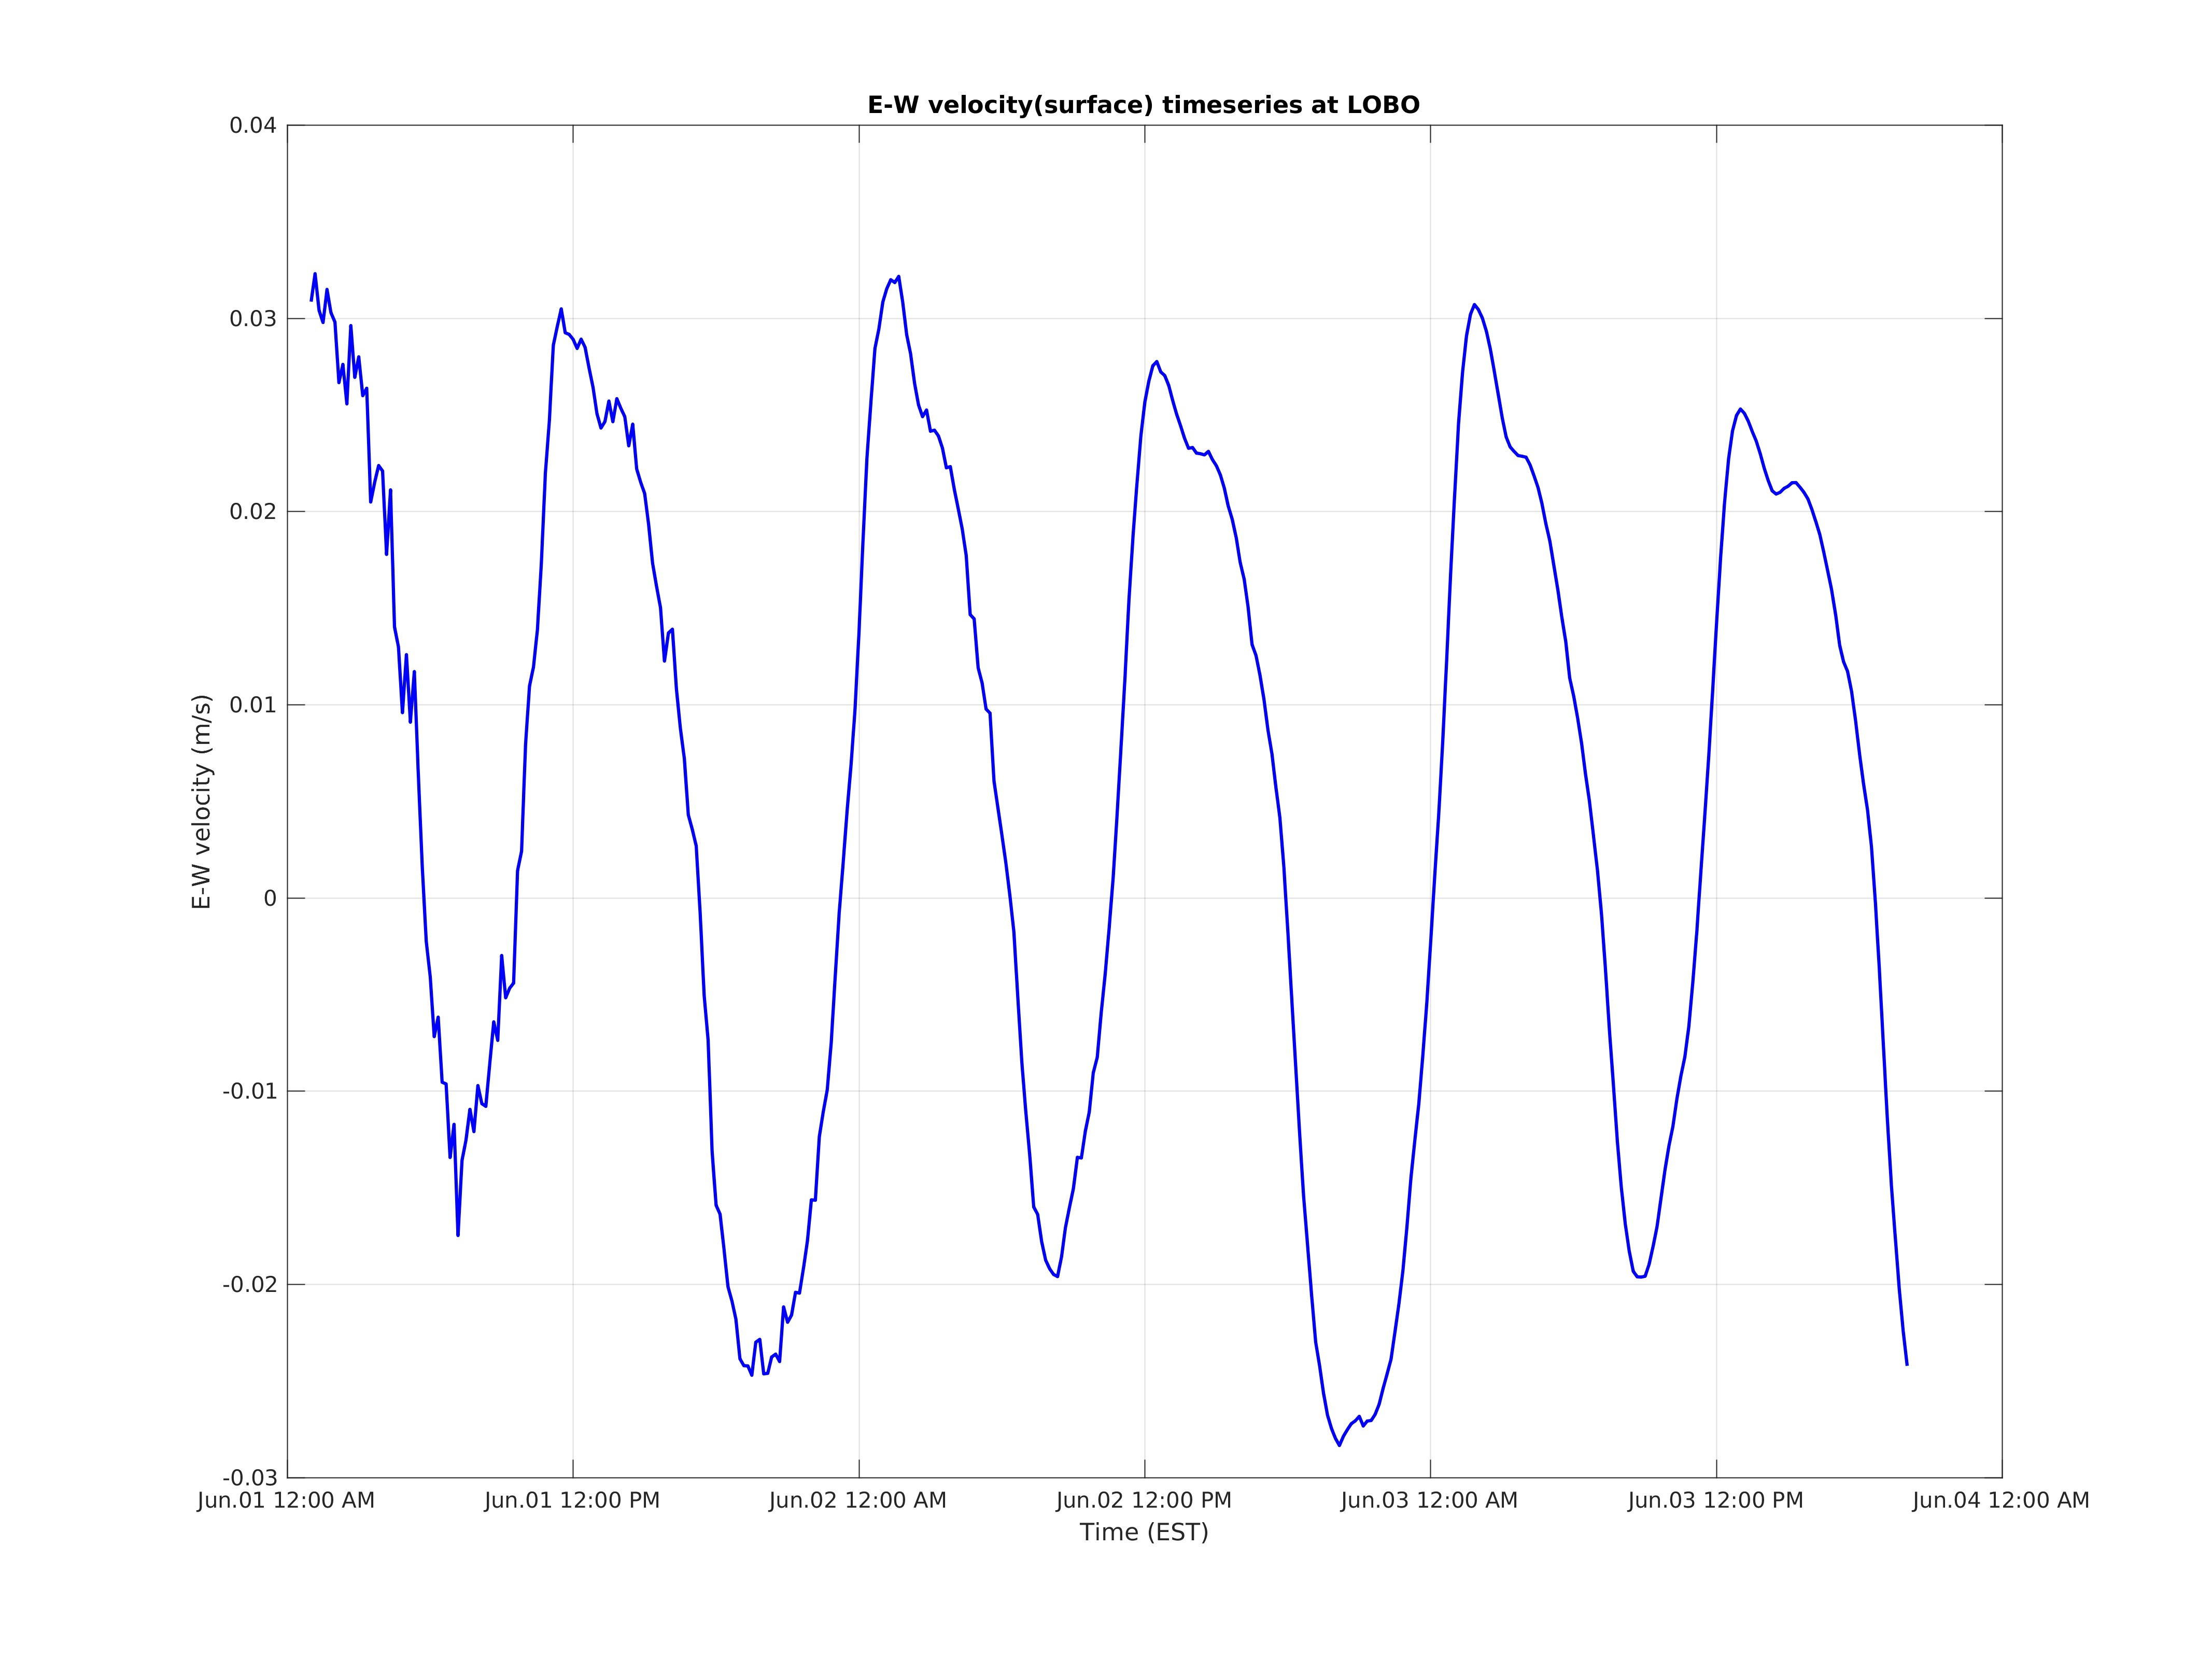 E-W velocity(surface) timeseries at LOBO
0.04
0.03
0.02
0.01
0
-0.01
-0.02
-0.03
E-W velocity (m/s)
Jun.01 12:00 AM
Jun.01 12:00 PM
Jun.02 12:00 AM
Jun.02 12:00 PM
Jun.03 12:00 AM
Jun.03 12:00 PM
Jun.04 12:00 AM
Time (EST)